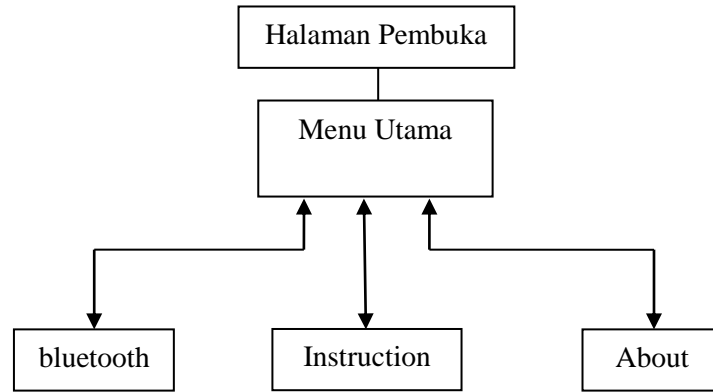 Halaman Pembuka
Menu Utama
bluetooth
Instruction
About